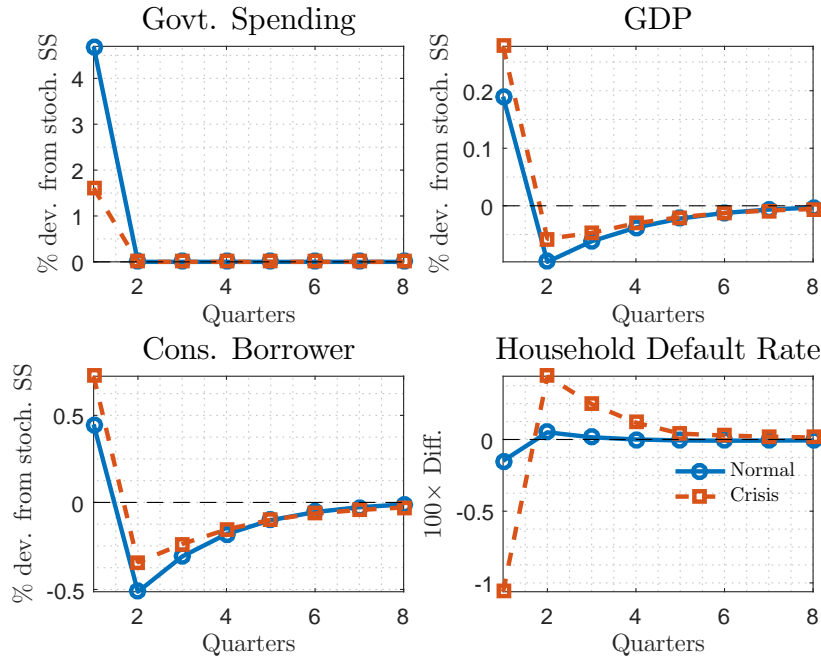 Govt. Spending
% dev. from stoch. SS
4
3
2
1
0
2
4
6
8
Quarters
GDP
% dev. from stoch. SS
0.2
0
2
4
6
8
Quarters
Cons. Borrower
% dev. from stoch. SS
0.5
0
-0.5
2
4
6
8
Quarters
Household Default Rate
100× Diff.
0
-0.5
-1
Normal
Crisis
2
4
6
8
Quarters